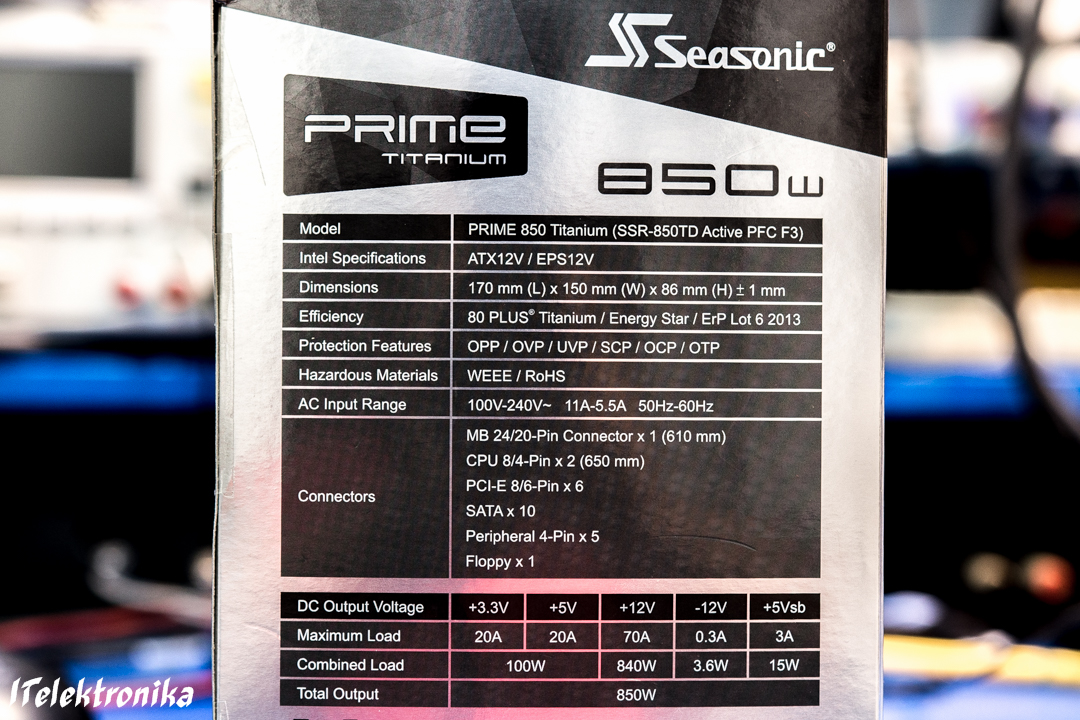 Seasonic®
PRIME
TITANIUM
850W
Model PRIME 850 Titanium (SSR-850TD Active PFC F3)
Intel Specifications ATX12V / EPS12V
Dimensions 170 mm (L) x 150 mm (W) x 86 mm (H) ± 1 mm
Efficiency 80 PLUS® Titanium / Energy Star / ErP Lot 6 2013
Protection Features OPP / OVP / UVP / SCP / OCP / OTP
Hazardous Materials WEEE / RoHS
AC Input Range 100V-240V~ 11A-5.5A 50Hz-60Hz
Connectors
MB 24/20-Pin Connector x 1 (610 mm)
CPU 8/4-Pin x 2 (650 mm)
PCI-E 8/6-Pin x 6
SATA x 10
Peripheral 4-Pin x 5
Floppy x 1
DC Output Voltage +3.3V +5V +12V -12V +5Vsb
Maximum Load 20A 20A 70A 0.3A 3A
Combined Load 100W 840W 3.6W 15W
Total Output 850W
ITelektronika